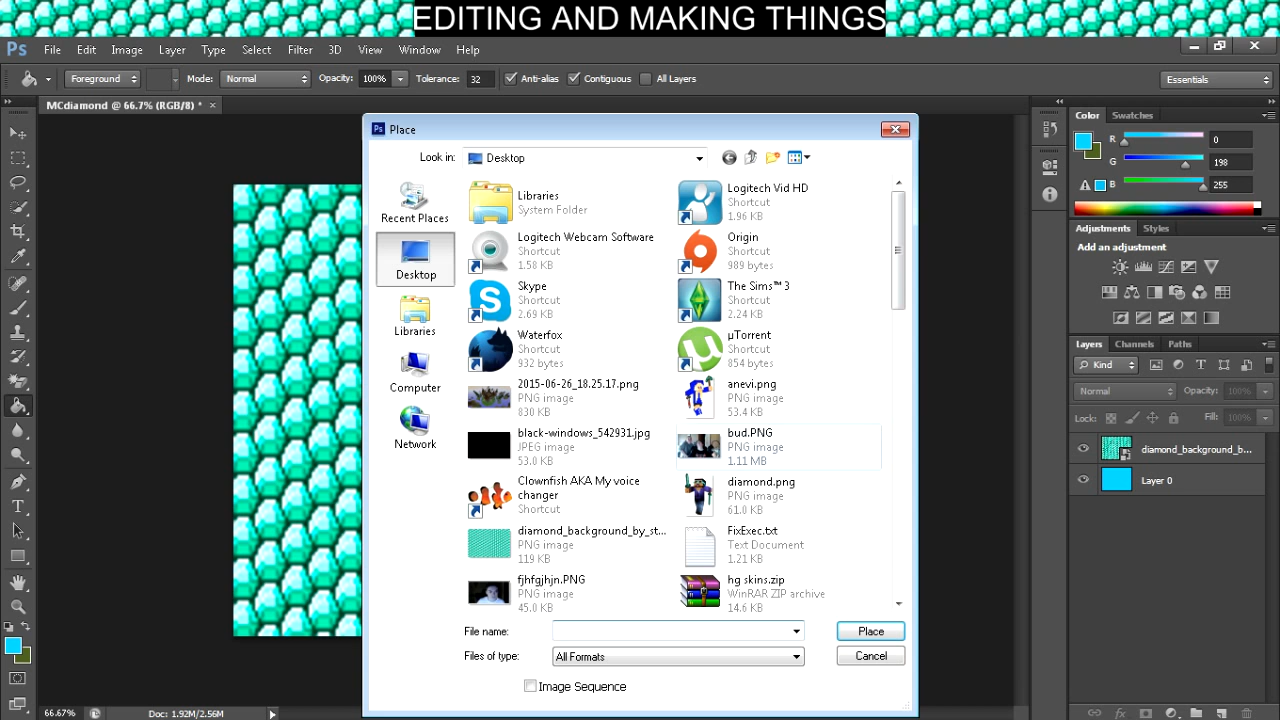 EDITING AND MAKING THINGS
Ps File Edit Image Layer Type Select Filter 3D View Window Help
Foreground Mode: Normal Opacity: 100% Tolerance: 32 Anti-alias Contiguous All Layers Essentials
MCdiamond @ 66.7% (RGB/8) * ×
Ps Place
Look in: Desktop
Recent Places
Desktop
Libraries
Computer
Network
Libraries
System Folder
Logitech Vid HD
Shortcut
1.96 KB
Logitech Webcam Software
Shortcut
1.58 KB
Origin
Shortcut
989 bytes
Skype
Shortcut
2.69 KB
The Sims™ 3
Shortcut
2.24 KB
Waterfox
Shortcut
932 bytes
µTorrent
Shortcut
854 bytes
2015-06-26_18.25.17.png
PNG image
830 KB
anevi.png
PNG image
53.4 KB
black-windows_542931.jpg
JPEG image
53.0 KB
bud.PNG
PNG image
1.11 MB
Clownfish AKA My voice
changer
Shortcut
diamond.png
PNG image
61.0 KB
diamond_background_by_st...
PNG image
119 KB
FixExec.txt
Text Document
1.21 KB
fjhfgjhjn.PNG
PNG image
45.0 KB
hg skins.zip
WinRAR ZIP archive
14.6 KB
File name: Place
Files of type: All Formats Cancel
Image Sequence
Color Swatches
R 0
G 198
B 255
Adjustments Styles
Add an adjustment
Layers Channels Paths
Kind
Normal Opacity: 100%
Lock: Fill: 100%
diamond_background_b...
Layer 0
66.67% Doc: 1.92M/2.56M